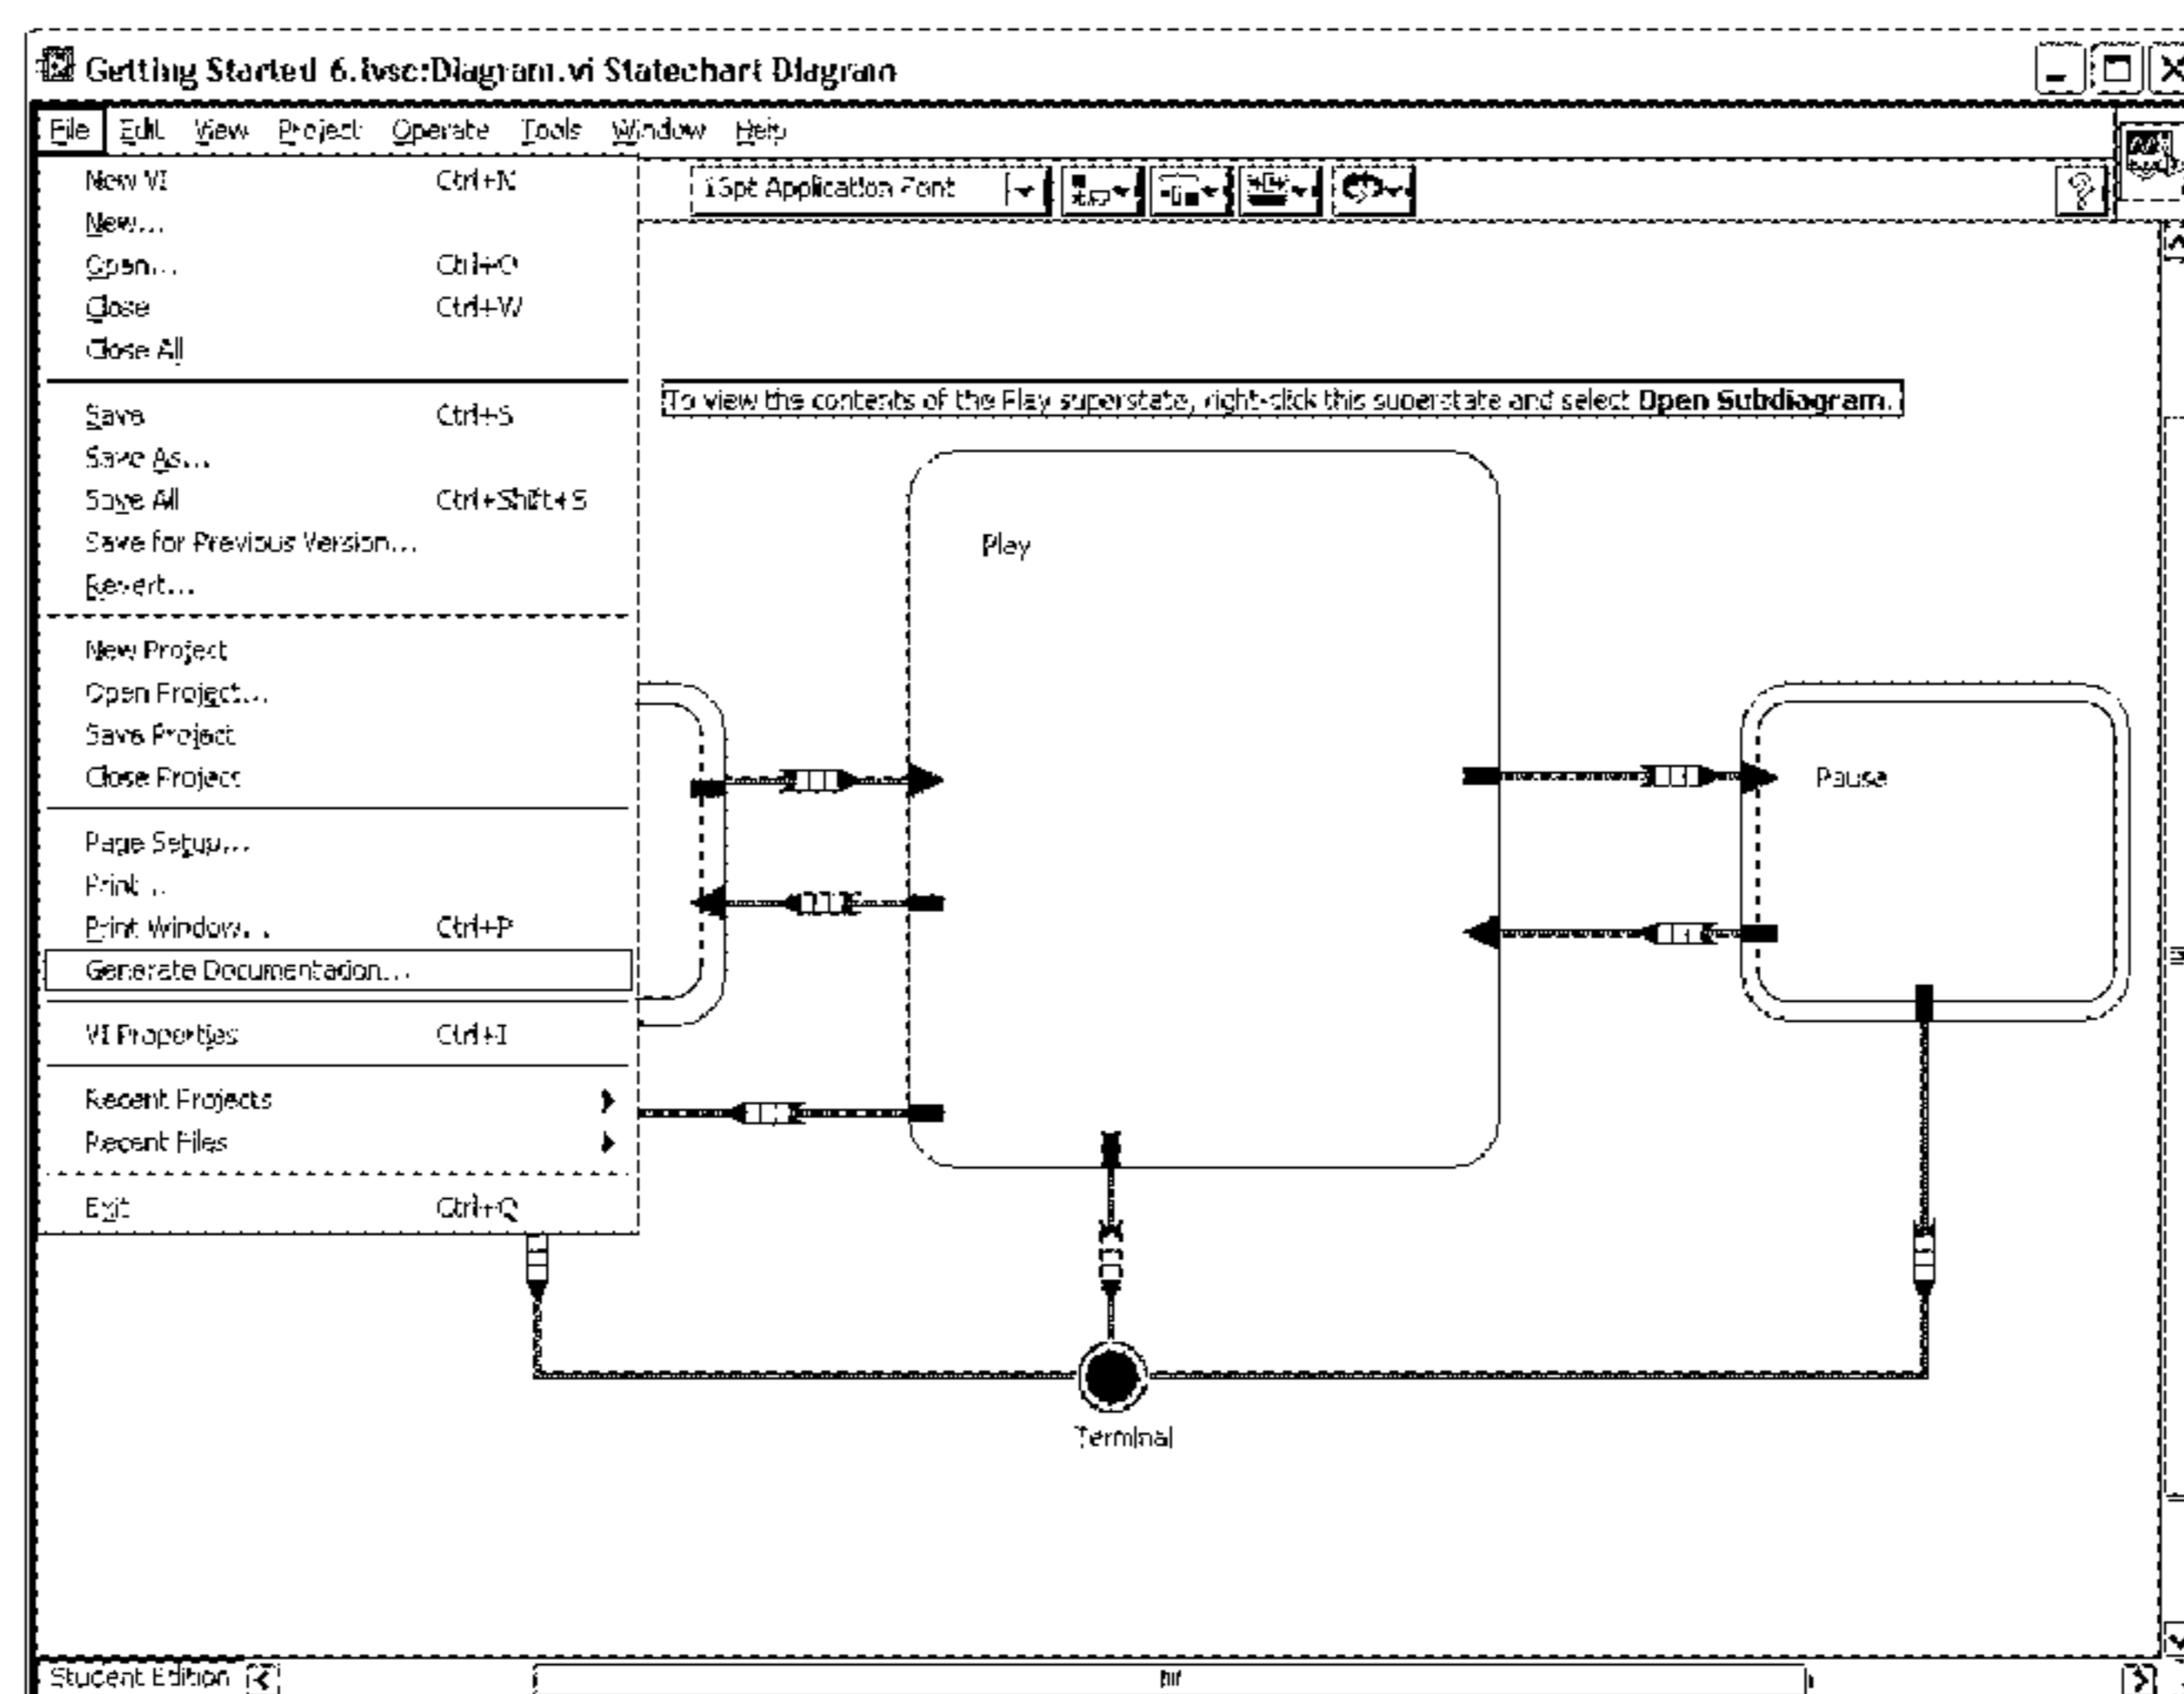 Getting Started 6.lvsc:Diagram.vi Statechart Diagram
File Edit View Project Operate Tools Window Help
New VI Ctrl+N
New...
Open... Ctrl+O
Close Ctrl+W
Close All
Save Ctrl+S
Save As...
Save All Ctrl+Shift+S
Save for Previous Version...
Revert...
New Project
Open Project...
Save Project
Close Project
Page Setup...
Print...
Print Window... Ctrl+P
Generate Documentation...
VI Properties Ctrl+I
Recent Projects
Recent Files
Exit Ctrl+Q
Application Font
?
To view the contents of the Play superstate, right-click this superstate and select Open Subdiagram.
Play
Pause
Terminal
Student Edition